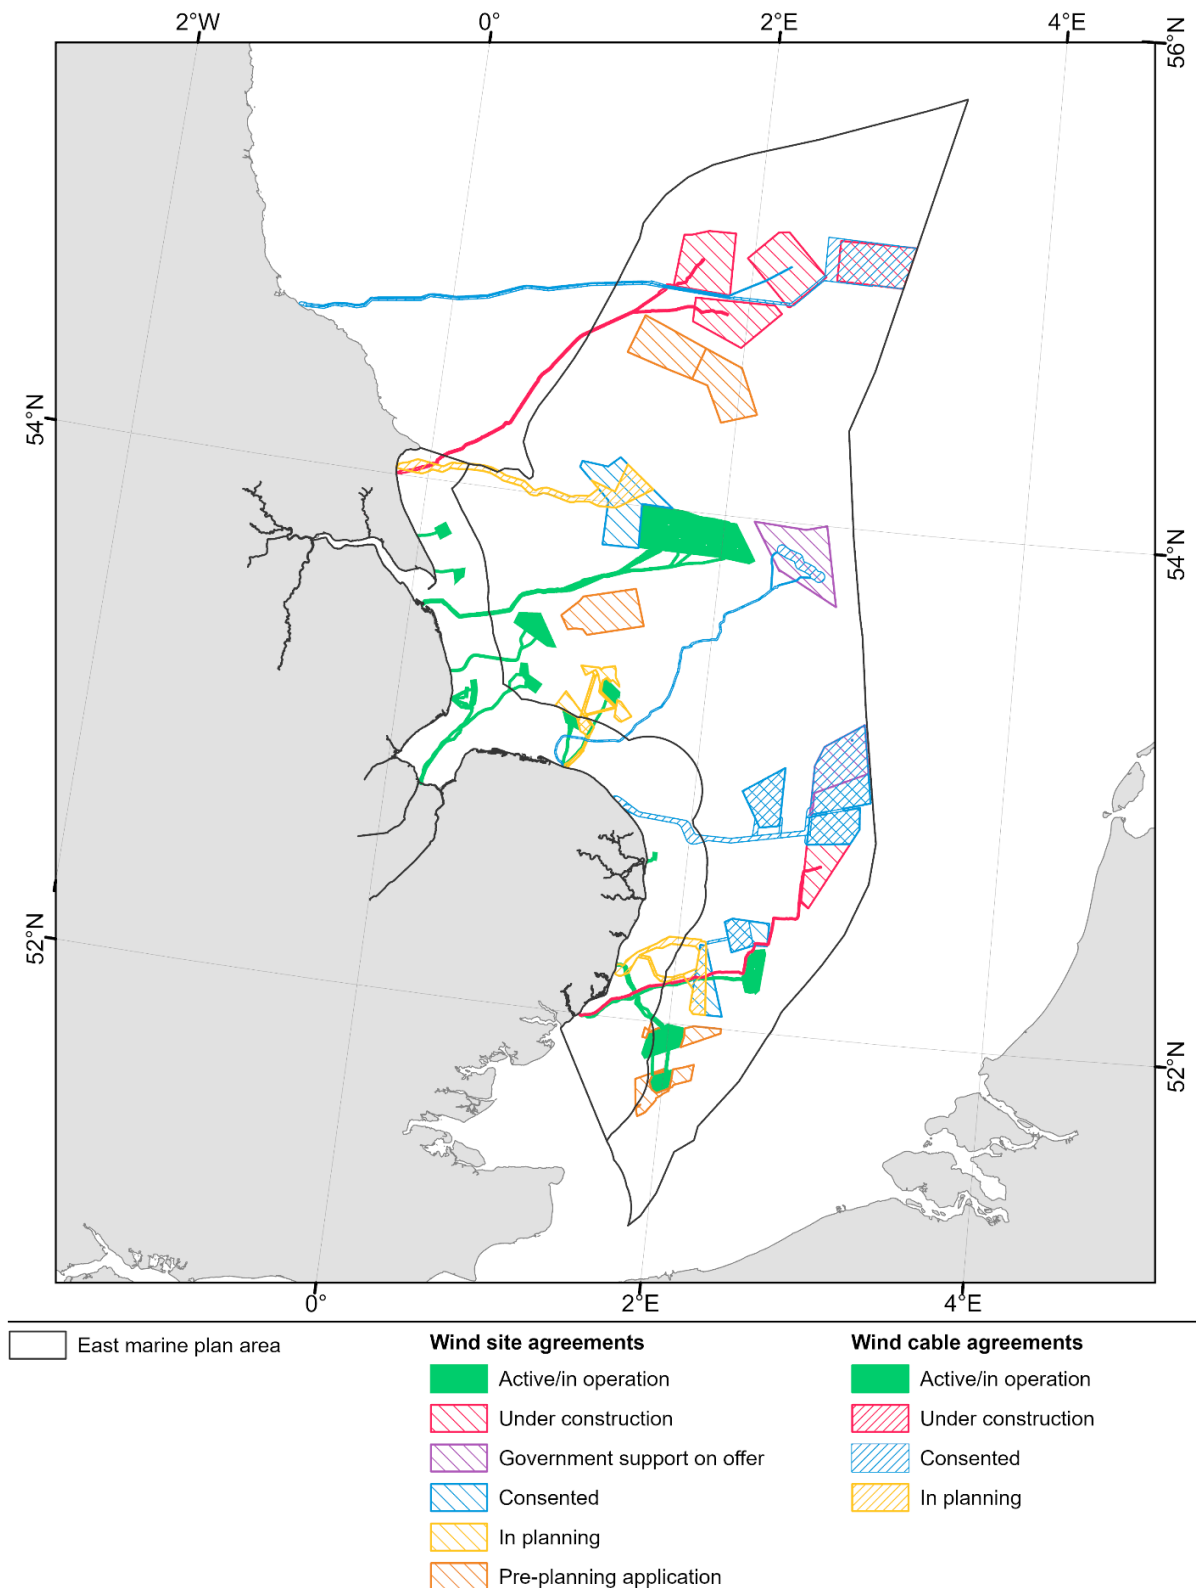 2°W
0°
2°E
4°E
56°N
54°N
54°N
52°N
52°N
0°
2°E
4°E
East marine plan area
Wind site agreements
Active/in operation
Under construction
Government support on offer
Consented
In planning
Pre-planning application
Wind cable agreements
Active/in operation
Under construction
Consented
In planning